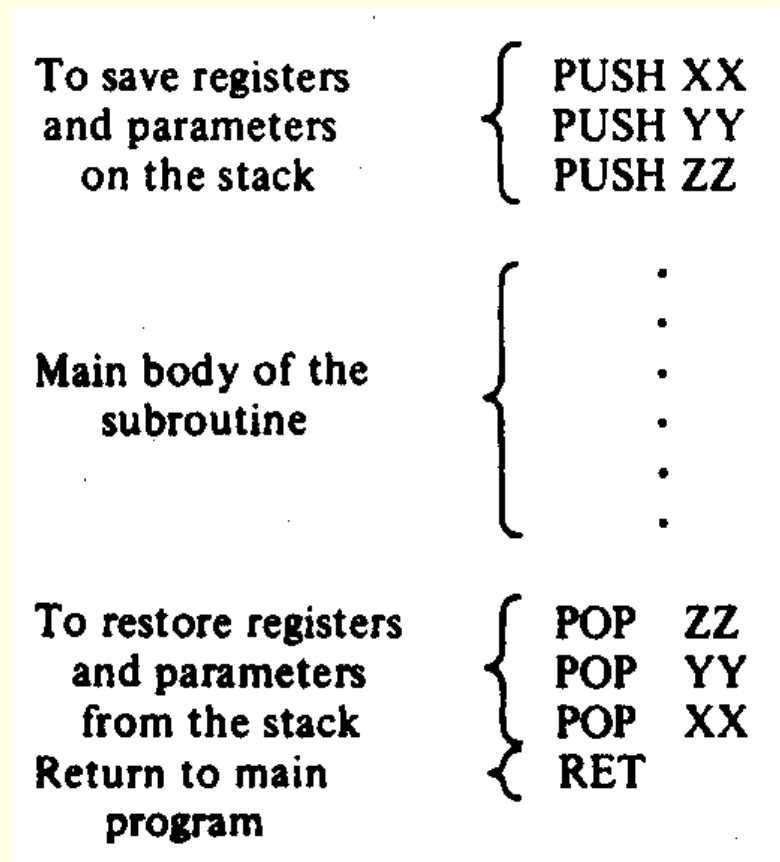 To save registers
and parameters
on the stack
PUSH XX
PUSH YY
PUSH ZZ
Main body of the
subroutine
.
.
.
.
.
.
To restore registers
and parameters
from the stack
POP ZZ
POP YY
POP XX
Return to main
program
RET